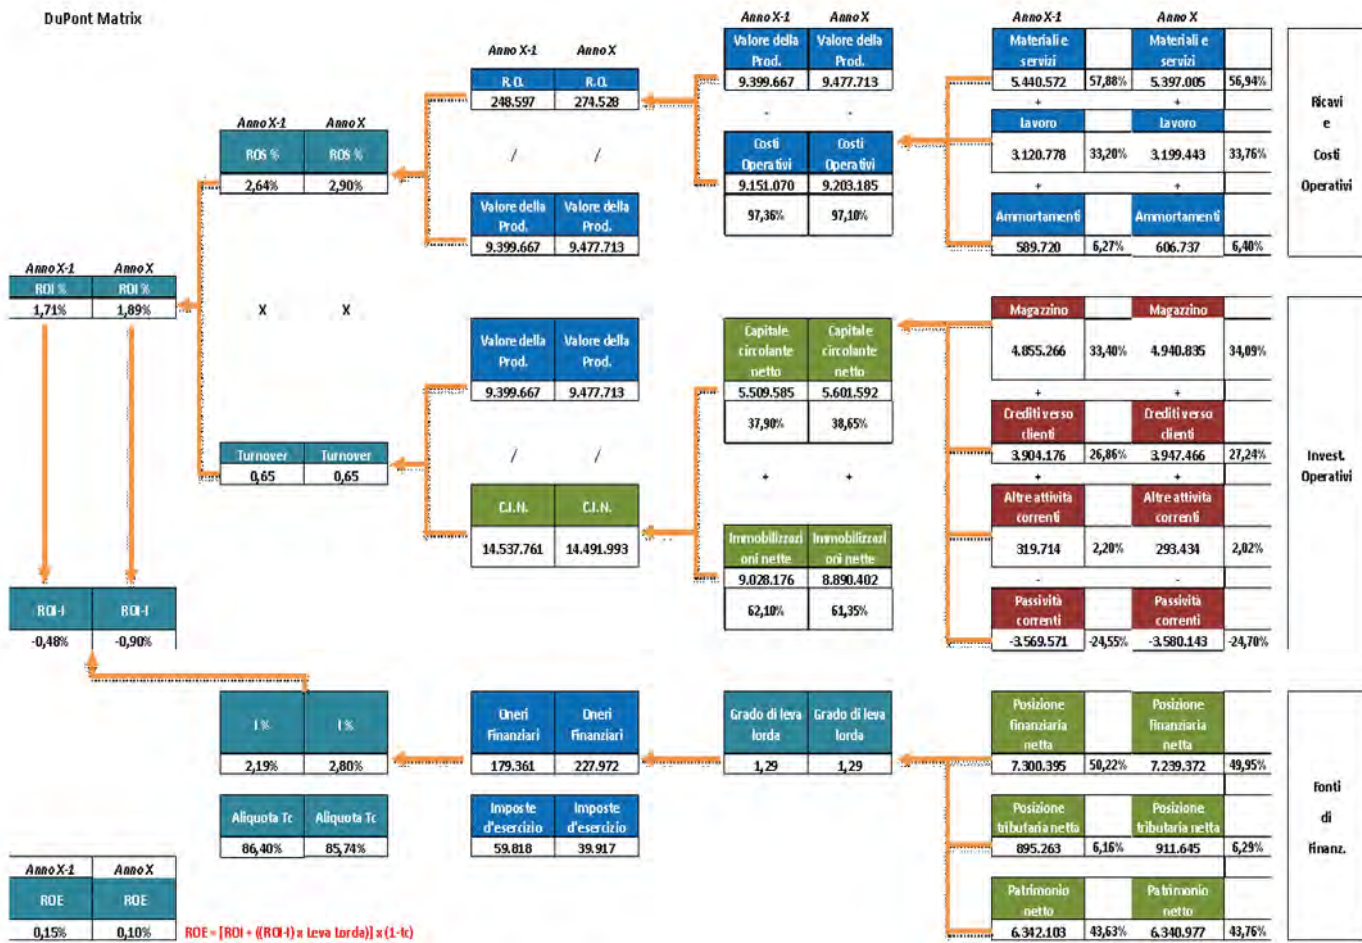 DuPont Matrix
Anno X-1 Anno X
ROI % ROI %
1,71% 1,89%
ROI-I ROI-I
-0,48% -0,90%
Anno X-1 Anno X
ROE ROE
0,15% 0,10%
ROE = [ROI + ((ROI-I) x Leva Lorda)] x (1-tc)
Anno X-1 Anno X
ROS % ROS %
2,64% 2,90%
X X
Turnover Turnover
0,65 0,65
I % I %
2,19% 2,80%
Aliquota Tc Aliquota Tc
86,40% 85,74%
Anno X-1 Anno X
R.O. R.O.
248.597 274.528
/ /
Valore della Valore della
Prod. Prod.
9.399.667 9.477.713
Valore della Valore della
Prod. Prod.
9.399.667 9.477.713
/ /
C.I.N. C.I.N.
14.537.761 14.491.993
Oneri Oneri
Finanziari Finanziari
179.361 227.972
Imposte Imposte
d'esercizio d'esercizio
59.818 39.917
Anno X-1 Anno X
Valore della Valore della
Prod. Prod.
9.399.667 9.477.713
- -
Costi Costi
Operativi Operativi
9.151.070 9.203.185
97,36% 97,10%
Capitale Capitale
circolante circolante
netto netto
5.509.585 5.601.592
37,90% 38,65%
+ +
Immobilizzazi Immobilizzazi
oni nette oni nette
9.028.176 8.890.402
62,10% 61,35%
Grado di leva Grado di leva
lorda lorda
1,29 1,29
Anno X-1 Anno X
Materiali e Materiali e
servizi servizi
5.440.572 57,88% 5.397.005 56,94%
+ +
Lavoro Lavoro
3.120.778 33,20% 3.199.443 33,76%
+ +
Ammortamenti Ammortamenti
589.720 6,27% 606.737 6,40%
Magazzino Magazzino
4.855.266 33,40% 4.940.835 34,09%
+ +
Crediti verso Crediti verso
clienti clienti
3.904.176 26,86% 3.947.466 27,24%
+ +
Altre attività Altre attività
correnti correnti
319.714 2,20% 293.434 2,02%
- -
Passività Passività
correnti correnti
-3.569.571 -24,55% -3.580.143 -24,70%
Posizione Posizione
finanziaria finanziaria
netta netta
7.300.395 50,22% 7.239.372 49,95%
Posizione Posizione
tributaria netta tributaria netta
895.263 6,16% 911.645 6,29%
Patrimonio Patrimonio
netto netto
6.342.103 43,63% 6.340.977 43,76%
Ricavi
e
Costi
Operativi
Invest.
Operativi
Fonti
di
Finanz.